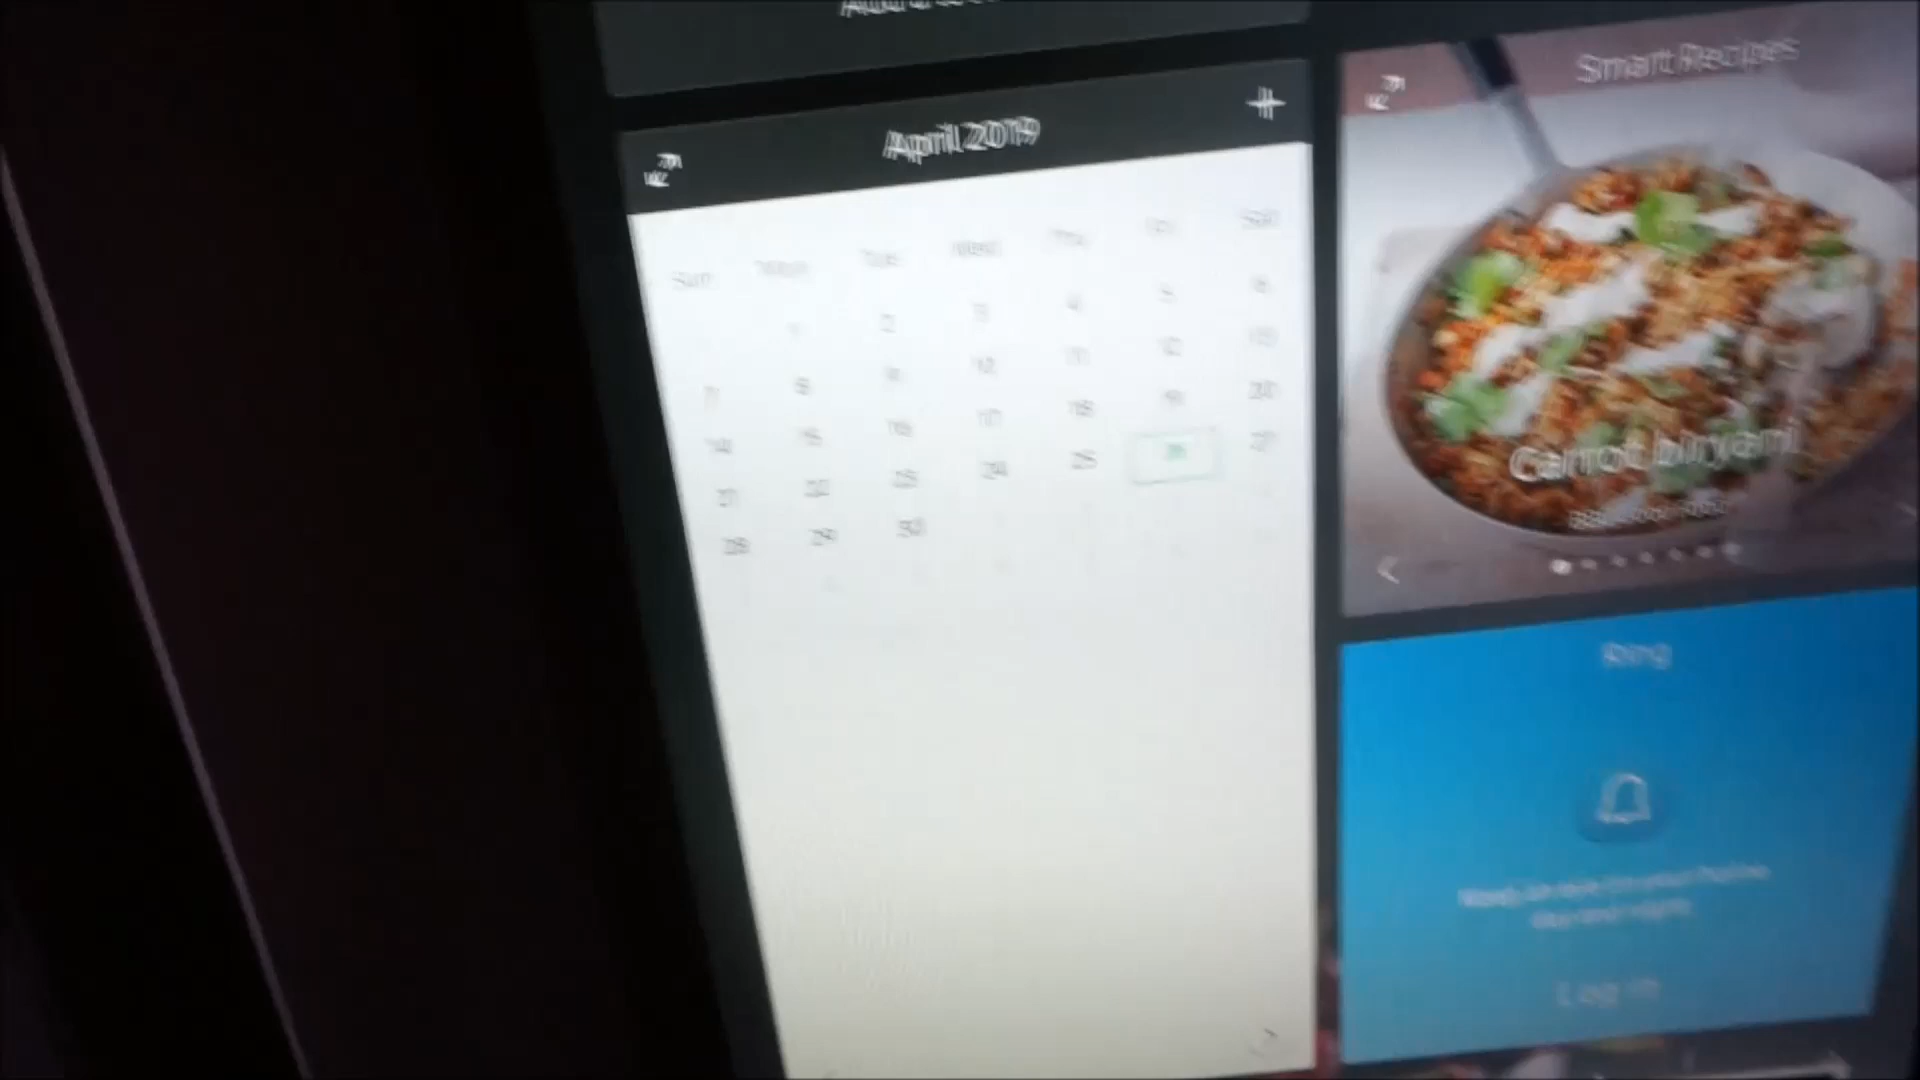 April 2019
Sun Mon Tue Wed Thu Fri Sat
1 2 3 4 5 6
7 8 9 10 11 12 13
14 15 16 17 18 19 20
21 22 23 24 25 26 27
28 29 30
Smart Recipes
Carrot biryani
Ring
Log in